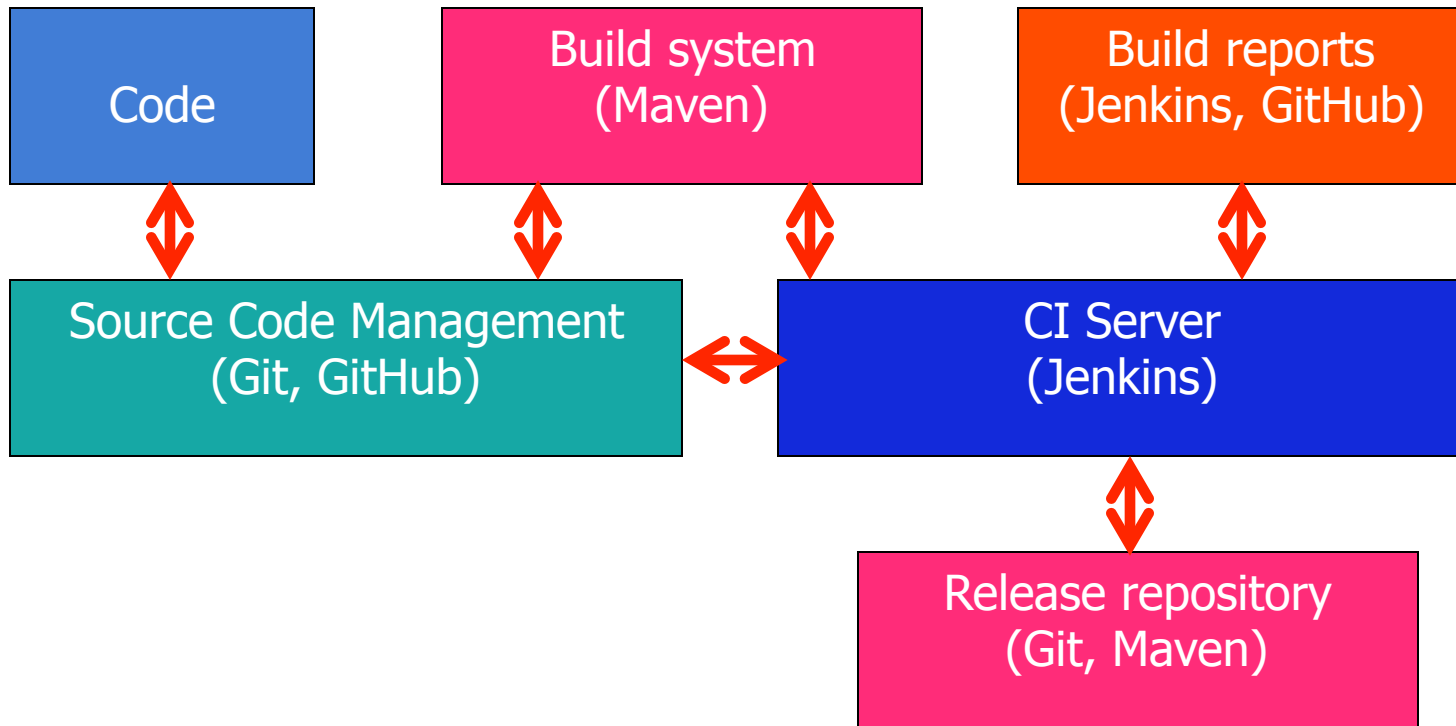 Code
Build system
(Maven)
Build reports
(Jenkins, GitHub)
Source Code Management
(Git, GitHub)
CI Server
(Jenkins)
Release repository
(Git, Maven)